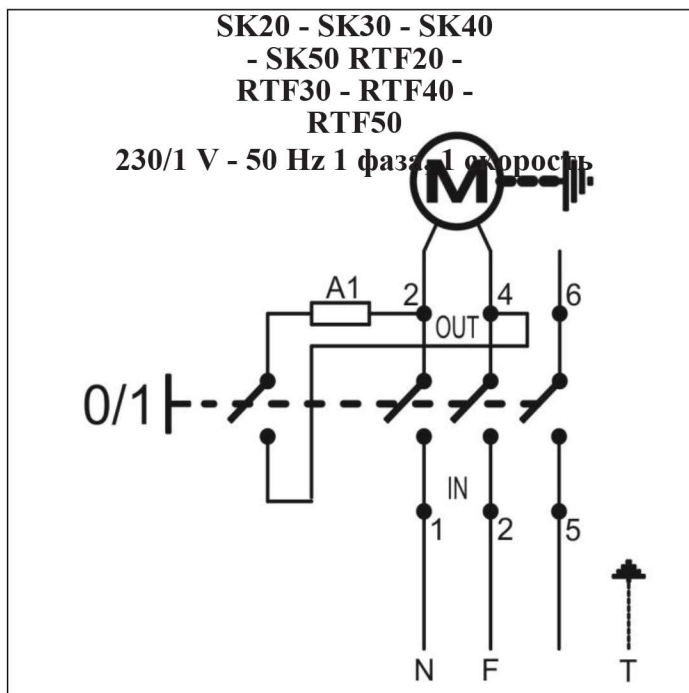 SK20 - SK30 - SK40
- SK50 RTF20 -
RTF30 - RTF40 -
RTF50
230/1 V - 50 Hz 1 фаза, 1 скорость
M
A1
2
4
6
OUT
0/1
IN
1
2
5
N
F
T